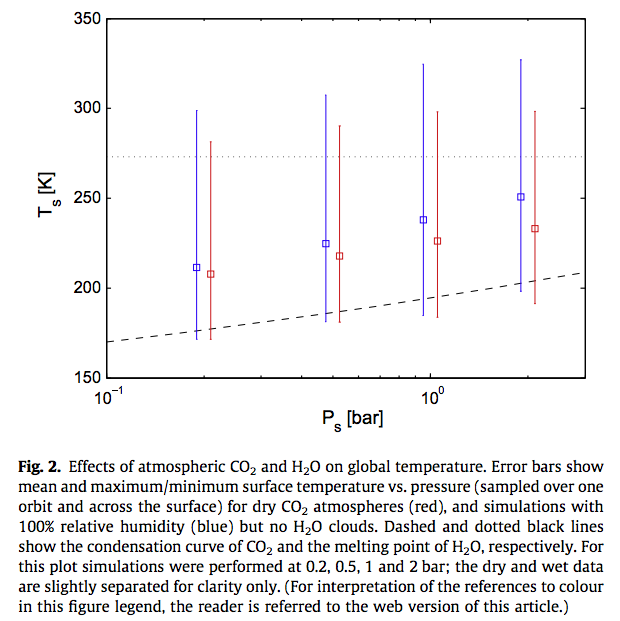 350
300
250
200
150
T_s [K]
10^-1
10^0
P_s [bar]
Fig. 2. Effects of atmospheric CO2 and H2O on global temperature. Error bars show
mean and maximum/minimum surface temperature vs. pressure (sampled over one
orbit and across the surface) for dry CO2 atmospheres (red), and simulations with
100% relative humidity (blue) but no H2O clouds. Dashed and dotted black lines
show the condensation curve of CO2 and the melting point of H2O, respectively. For
this plot simulations were performed at 0.2, 0.5, 1 and 2 bar; the dry and wet data
are slightly separated for clarity only. (For interpretation of the references to colour
in this figure legend, the reader is referred to the web version of this article.)